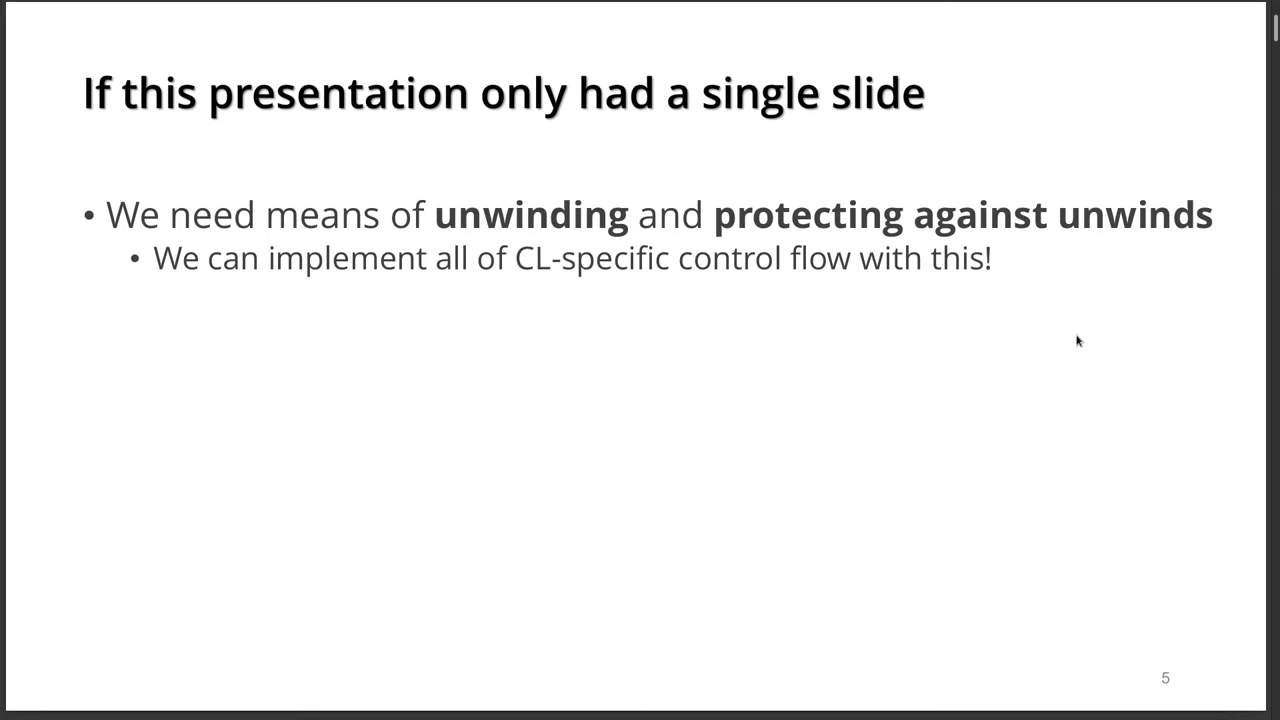 If this presentation only had a single slide
• We need means of unwinding and protecting against unwinds
• We can implement all of CL-specific control flow with this!
5